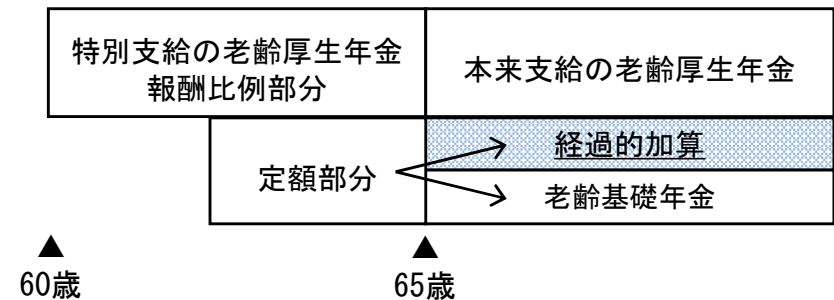 特別支給の老齢厚生年金
報酬比例部分
本来支給の老齢厚生年金
定額部分
経過的加算
老齢基礎年金
▲
60歳
▲
65歳